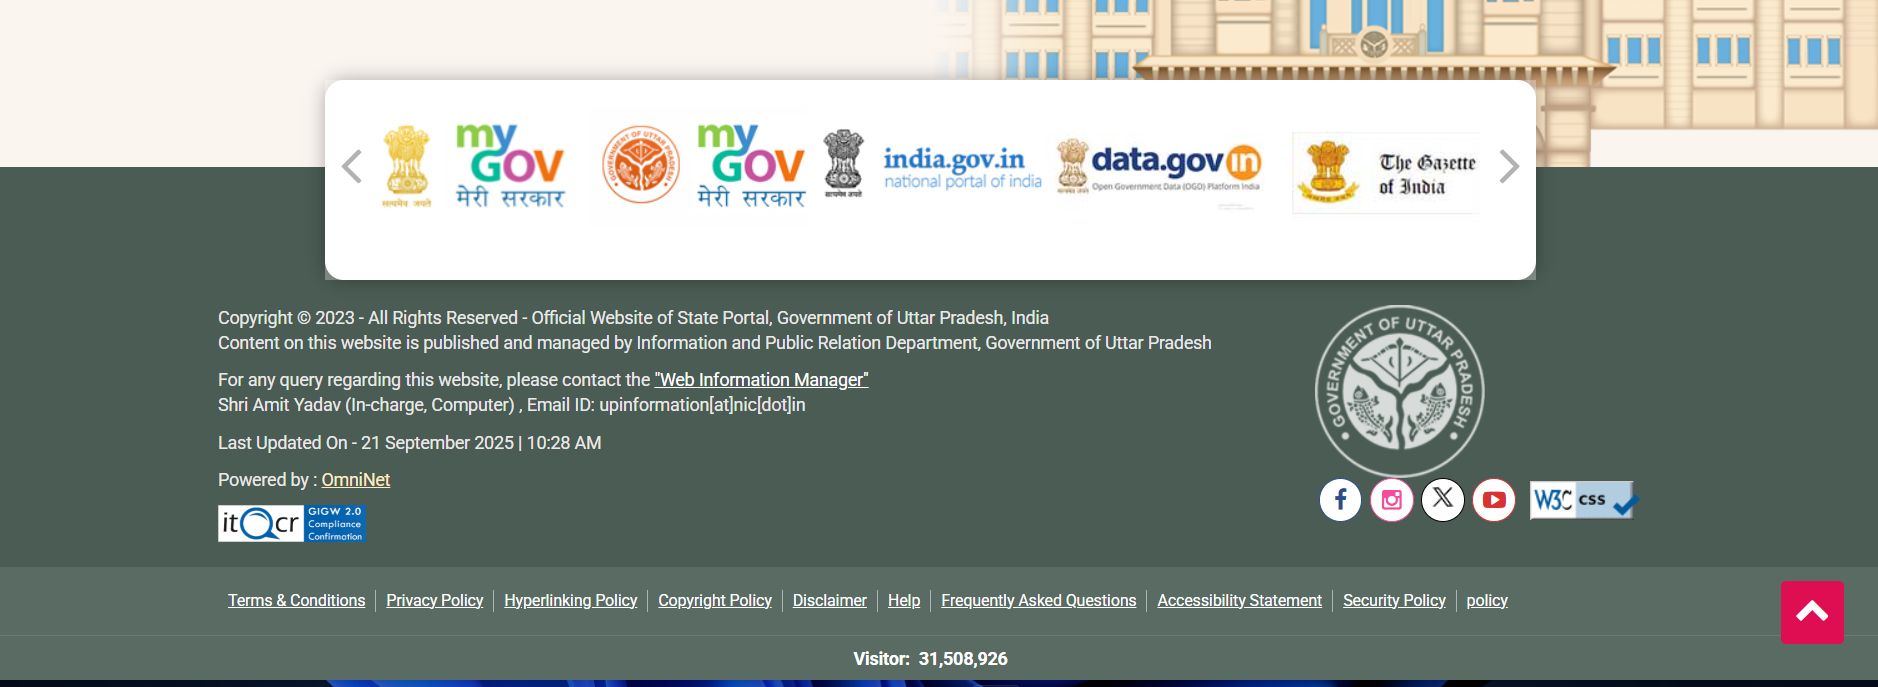 सत्यमेव जयते
my
GOV
मेरी सरकार
GOVERNMENT OF UTTAR PRADESH
my
GOV
मेरी सरकार
सत्यमेव जयते
india.gov.in
national portal of india
data.gov in
Open Government Data (OGD) Platform India
The Gazette
of India
Copyright © 2023 - All Rights Reserved - Official Website of State Portal, Government of Uttar Pradesh, India
Content on this website is published and managed by Information and Public Relation Department, Government of Uttar Pradesh
For any query regarding this website, please contact the "Web Information Manager"
Shri Amit Yadav (In-charge, Computer) , Email ID: upinformation[at]nic[dot]in
Last Updated On - 21 September 2025 | 10:28 AM
Powered by : OmniNet
itQcr GIGW 2.0
Compliance
Confirmation
GOVERNMENT OF UTTAR PRADESH
W3C css
Terms & Conditions Privacy Policy Hyperlinking Policy Copyright Policy Disclaimer Help Frequently Asked Questions Accessibility Statement Security Policy policy
Visitor: 31,508,926